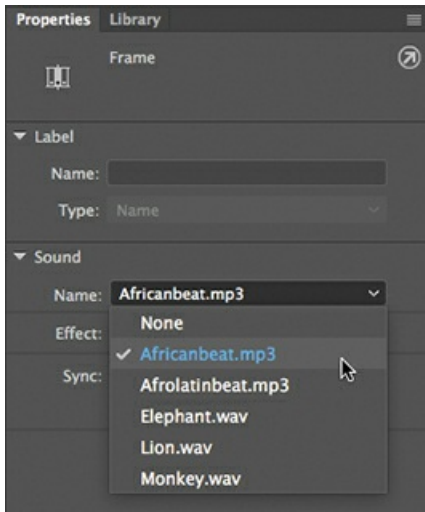 Properties Library
Frame
Label
Name:
Type: Name
Sound
Name: Africanbeat.mp3
Effect:
Sync:
None
Africanbeat.mp3
Afrolatinbeat.mp3
Elephant.wav
Lion.wav
Monkey.wav